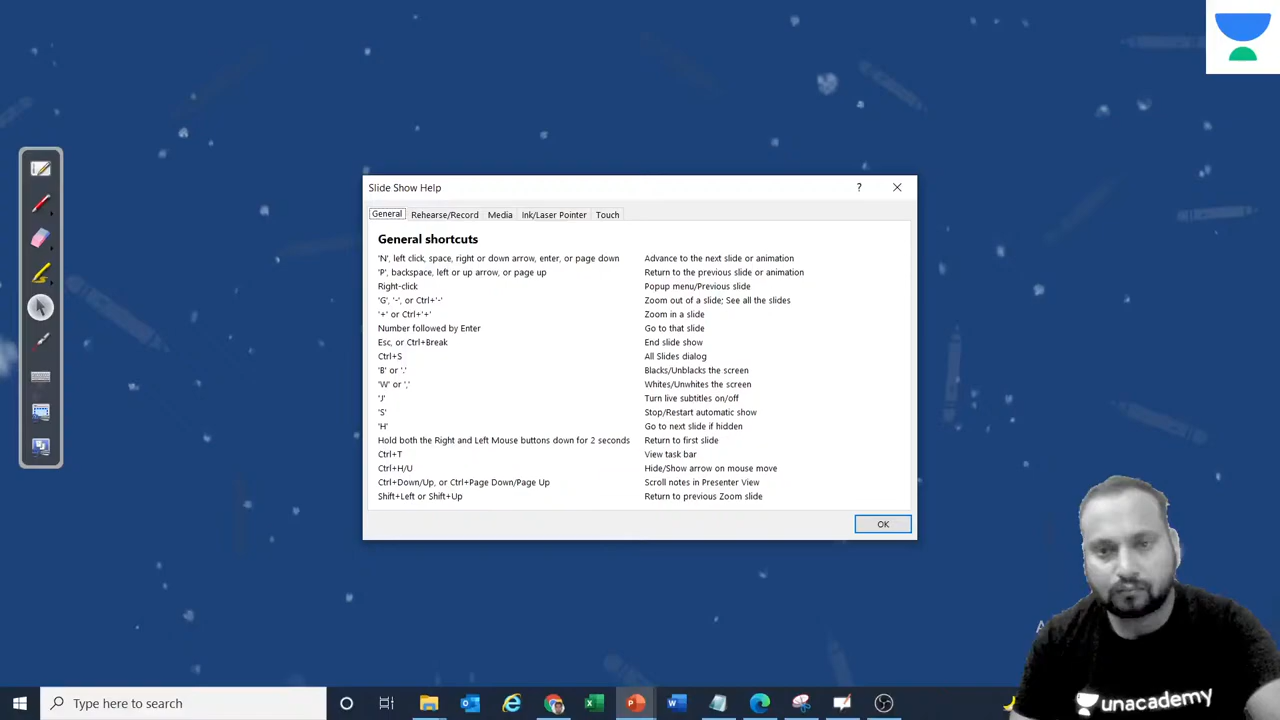 Slide Show Help
?
General Rehearse/Record Media Ink/Laser Pointer Touch
General shortcuts
'N', left click, space, right or down arrow, enter, or page down Advance to the next slide or animation
'P', backspace, left or up arrow, or page up Return to the previous slide or animation
Right-click Popup menu/Previous slide
'G', '-', or Ctrl+'-' Zoom out of a slide; See all the slides
'+' or Ctrl+'+' Zoom in a slide
Number followed by Enter Go to that slide
Esc, or Ctrl+Break End slide show
Ctrl+S All Slides dialog
'B' or '.' Blacks/Unblacks the screen
'W' or ',' Whites/Unwhites the screen
'J' Turn live subtitles on/off
'S' Stop/Restart automatic show
'H' Go to next slide if hidden
Hold both the Right and Left Mouse buttons down for 2 seconds Return to first slide
Ctrl+T View task bar
Ctrl+H/U Hide/Show arrow on mouse move
Ctrl+Down/Up, or Ctrl+Page Down/Page Up Scroll notes in Presenter View
Shift+Left or Shift+Up Return to previous Zoom slide
OK
unacademy
Type here to search